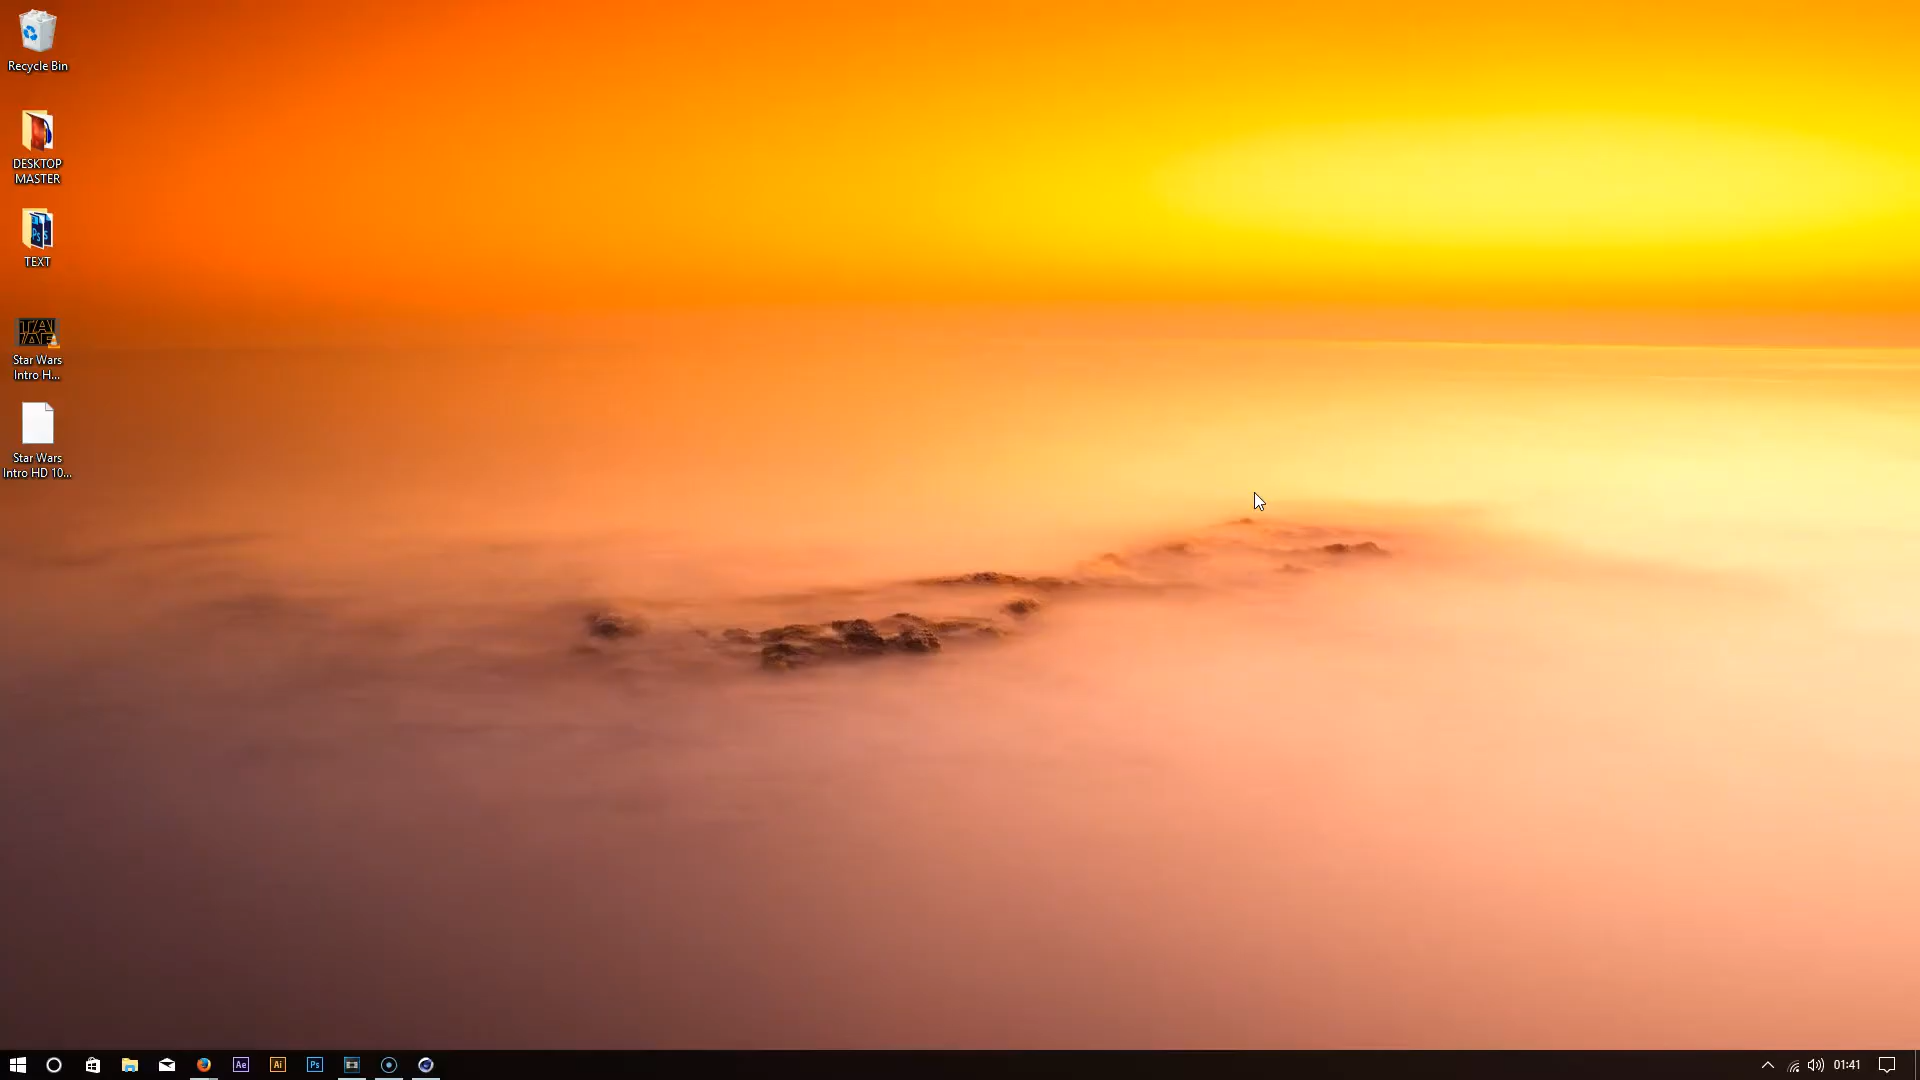 Recycle Bin
DESKTOP
MASTER
TEXT
Star Wars
Intro H...
Star Wars
Intro HD 10...
Ae
Ai
Ps
01:41